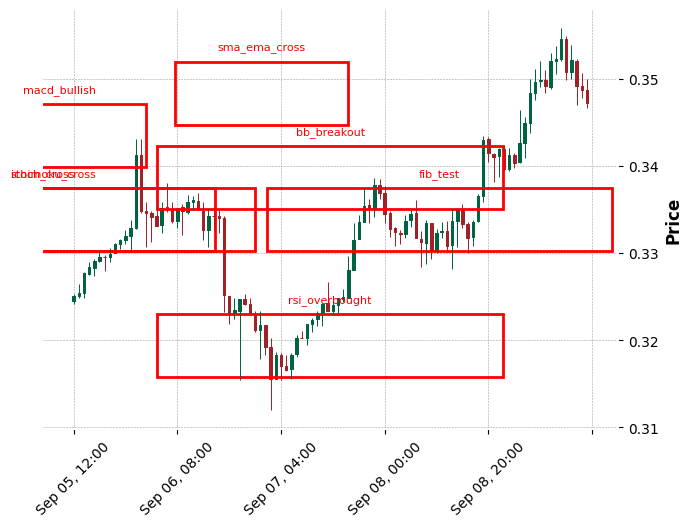 sma_ema_cross
macd_bullish
bb_breakout
fib_test
rsi_overbought
0.35
0.34
0.33
0.32
0.31
Price
Sep 05, 12:00
Sep 06, 08:00
Sep 07, 04:00
Sep 08, 00:00
Sep 08, 20:00